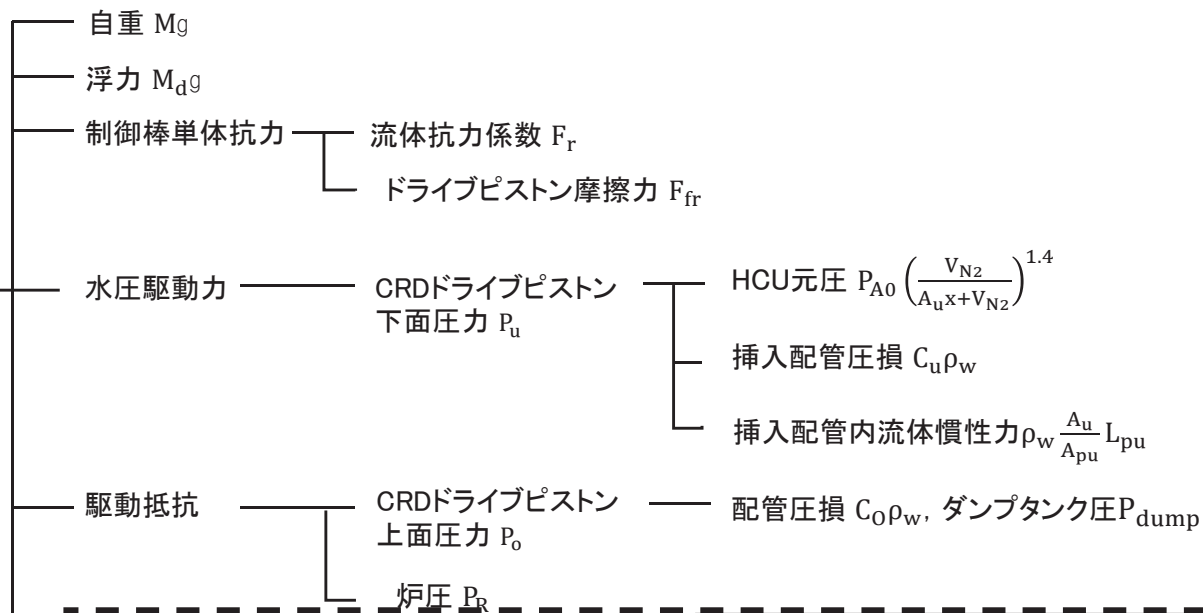 自重 Mg
浮力 M_d g
制御棒単体抗力
流体抗力係数 F_r
ドライブピストン摩擦力 F_fr
水圧駆動力
CRDドライブピストン
下面圧力 P_u
HCU元圧 P_A0 (V_N2 / (A_u x+V_N2))^1.4
挿入配管圧損 C_u ρ_w
挿入配管内流体慣性力 ρ_w (A_u / A_pu) L_pu
駆動抵抗
CRDドライブピストン
上面圧力 P_o
配管圧損 C_O ρ_w, ダンプタンク圧P_dump
炉圧 P_R